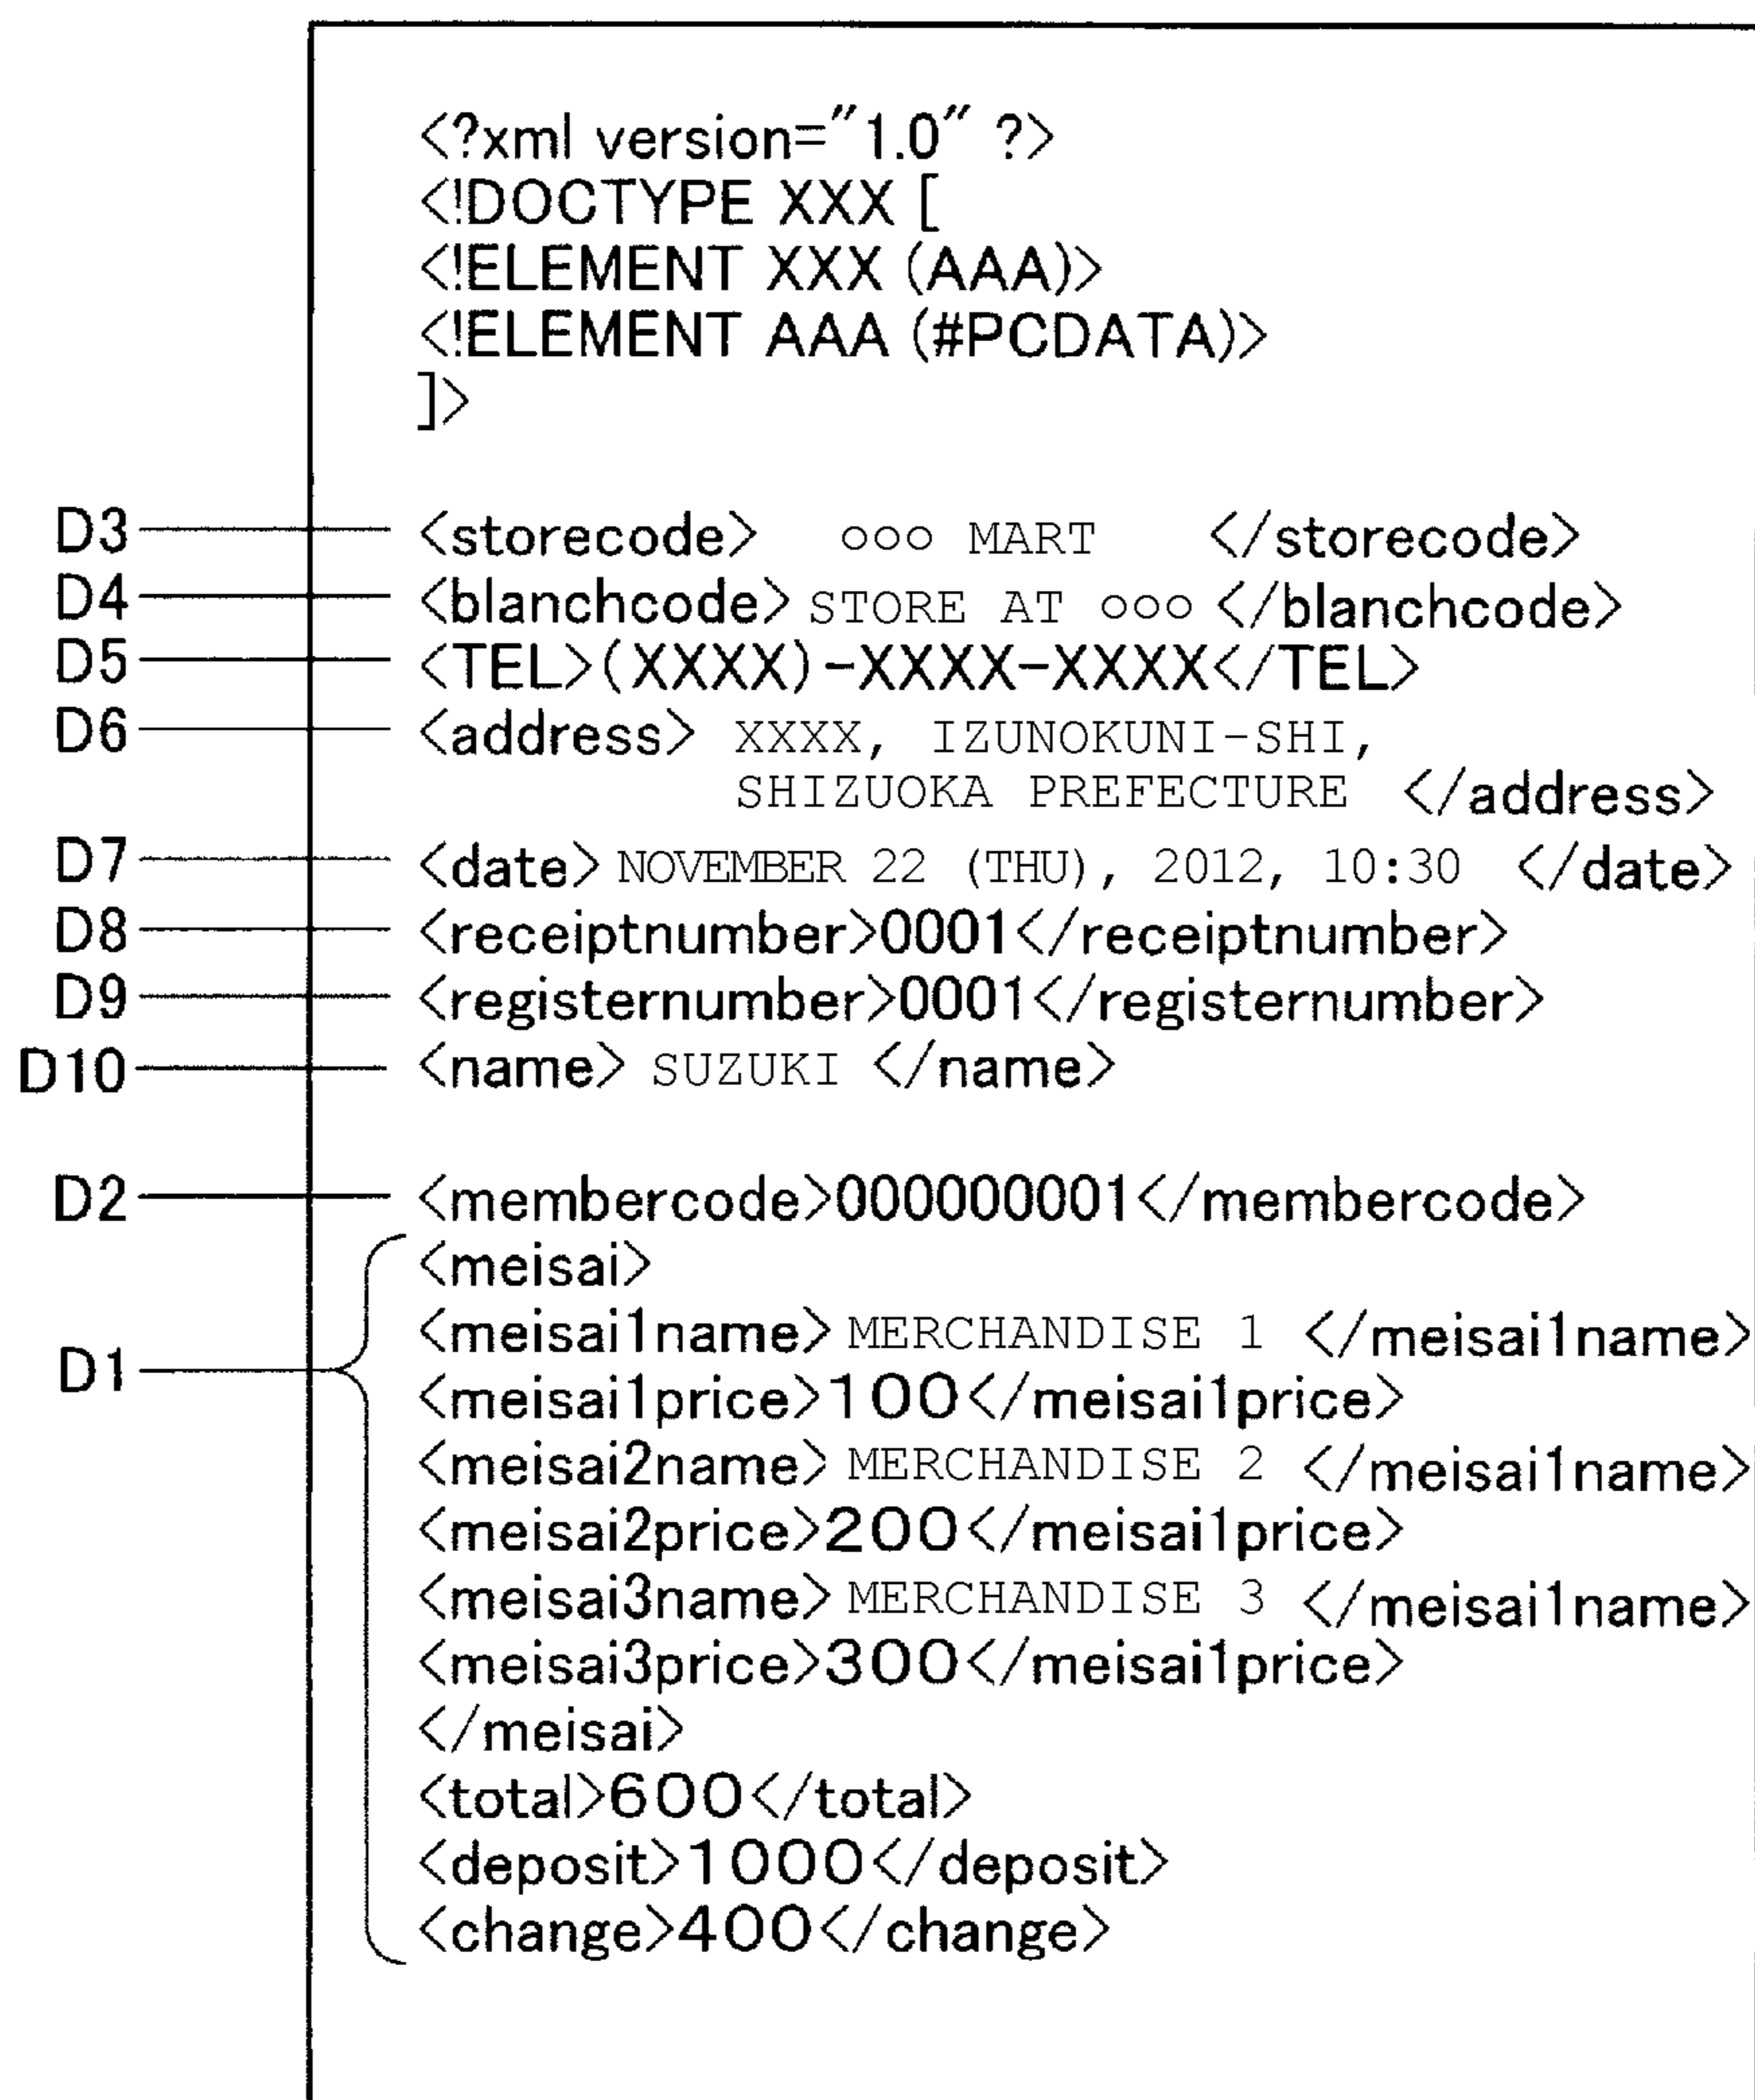 <?xml version="1.0" ?>
<!DOCTYPE XXX [
<!ELEMENT XXX (AAA)>
<!ELEMENT AAA (#PCDATA)>
]>
D3 <storecode> ○○○ MART </storecode>
D4 <blanchcode> STORE AT ○○○ </blanchcode>
D5 <TEL>(XXXX)-XXXX-XXXX</TEL>
D6 <address> XXXX, IZUNOKUNI-SHI,
SHIZUOKA PREFECTURE </address>
D7 <date> NOVEMBER 22 (THU), 2012, 10:30 </date>
D8 <receiptnumber>0001</receiptnumber>
D9 <registernumber>0001</registernumber>
D10 <name> SUZUKI </name>
D2 <membercode>000000001</membercode>
<meisai>
<meisai1name> MERCHANDISE 1 </meisai1name>
D1 <meisai1price>100</meisai1price>
<meisai2name> MERCHANDISE 2 </meisai1name>
<meisai2price>200</meisai1price>
<meisai3name> MERCHANDISE 3 </meisai1name>
<meisai3price>300</meisai1price>
</meisai>
<total>600</total>
<deposit>1000</deposit>
<change>400</change>